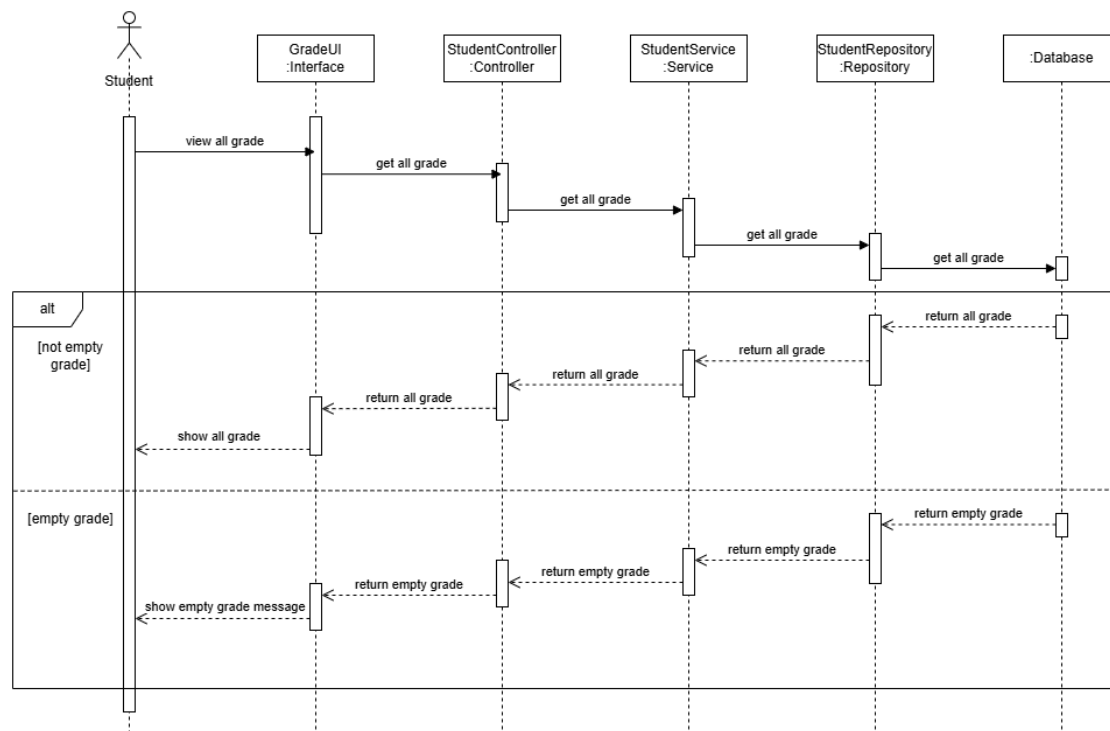 Student
GradeUI
:Interface
StudentController
:Controller
StudentService
:Service
StudentRepository
:Repository
:Database
view all grade
get all grade
get all grade
get all grade
get all grade
alt
[not empty
grade]
return all grade
return all grade
return all grade
return all grade
show all grade
[empty grade]
return empty grade
return empty grade
return empty grade
return empty grade
show empty grade message